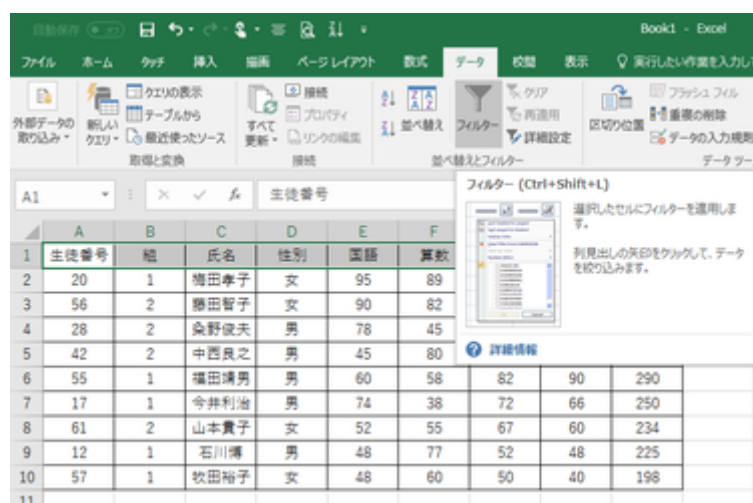 自動保存 オフ Book1 - Excel
ファイル ホーム タッチ 挿入 描画 ページ レイアウト 数式 データ 校閲 表示 実行したい作業を入力し
外部データの取り込み 新しいクエリ クエリの表示 テーブルから 最近使ったソース すべて更新 接続 プロパティ リンクの編集 並べ替え フィルター クリア 再適用 詳細設定 区切り位置 フラッシュ フィル 重複の削除 データの入力規則
取得と変換 接続 並べ替えとフィルター データ ツー
A1 fx 生徒番号
フィルター (Ctrl+Shift+L)
選択したセルにフィルターを適用します。
列見出しの矢印をクリックして、データを絞り込みます。
詳細情報
A B C D E F
1 生徒番号 組 氏名 性別 国語 算数
2 20 1 梅田孝子 女 95 89
3 56 2 藤田智子 女 90 82
4 28 2 桑野俊夫 男 78 45
5 42 2 中西良之 男 45 80
6 55 1 福田靖男 男 60 58 82 90 290
7 17 1 今井利治 男 74 38 72 66 250
8 61 2 山本貴子 女 52 55 67 60 234
9 12 1 石川博 男 48 77 52 48 225
10 57 1 牧田裕子 女 48 60 50 40 198
11